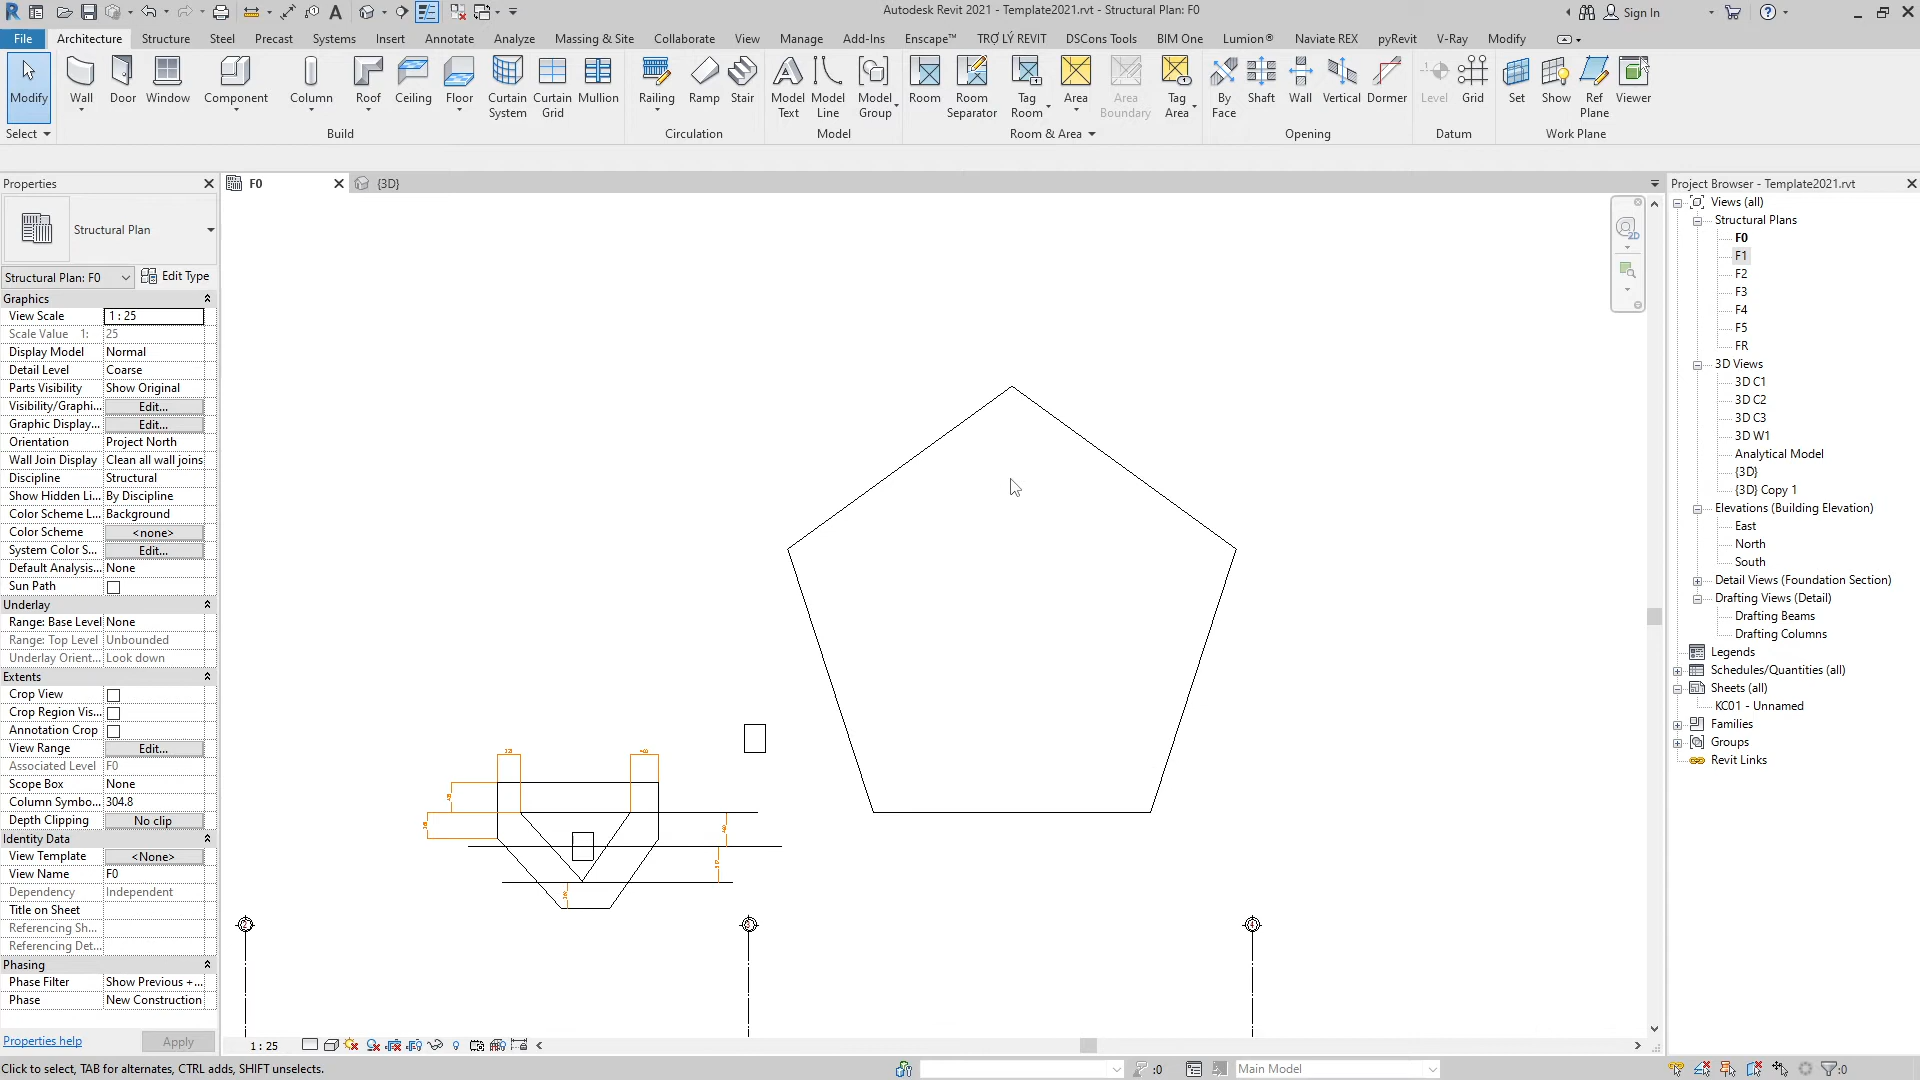 Autodesk Revit 2021 - Template2021.rvt - Structural Plan: F0
Sign In
File Architecture Structure Steel Precast Systems Insert Annotate Analyze Massing & Site Collaborate View Manage Add-Ins Enscape™ TRỢ LÝ REVIT DSCons Tools BIM One Lumion® Naviate REX pyRevit V-Ray Modify
Modify Wall Door Window Component Column Roof Ceiling Floor Curtain System Curtain Grid Mullion Railing Ramp Stair Model Text Model Line Model Group Room Room Separator Tag Room Area Area Boundary Tag Area By Face Shaft Wall Vertical Dormer Level Grid Set Show Ref Plane Viewer
Select Build Circulation Model Room & Area Opening Datum Work Plane
Properties
F0
{3D}
Project Browser - Template2021.rvt
Structural Plan
Structural Plan: F0
Edit Type
Graphics
View Scale 1 : 25
Scale Value 1: 25
Display Model Normal
Detail Level Coarse
Parts Visibility Show Original
Visibility/Graphi... Edit...
Graphic Display... Edit...
Orientation Project North
Wall Join Display Clean all wall joins
Discipline Structural
Show Hidden Li... By Discipline
Color Scheme L... Background
Color Scheme <none>
System Color S... Edit...
Default Analysis... None
Sun Path
Underlay
Range: Base Level None
Range: Top Level Unbounded
Underlay Orient... Look down
Extents
Crop View
Crop Region Vis...
Annotation Crop
View Range Edit...
Associated Level F0
Scope Box None
Column Symbo... 304.8
Depth Clipping No clip
Identity Data
View Template <None>
View Name F0
Dependency Independent
Title on Sheet
Referencing Sh...
Referencing Det...
Phasing
Phase Filter Show Previous +...
Phase New Construction
Properties help
Apply
2D
Views (all)
Structural Plans
F0
F1
F2
F3
F4
F5
FR
3D Views
3D C1
3D C2
3D C3
3D W1
Analytical Model
{3D}
{3D} Copy 1
Elevations (Building Elevation)
East
North
South
Detail Views (Foundation Section)
Drafting Views (Detail)
Drafting Beams
Drafting Columns
Legends
Schedules/Quantities (all)
Sheets (all)
KC01 - Unnamed
Families
Groups
Revit Links
1 : 25
Click to select, TAB for alternates, CTRL adds, SHIFT unselects.
:0
Main Model
:0